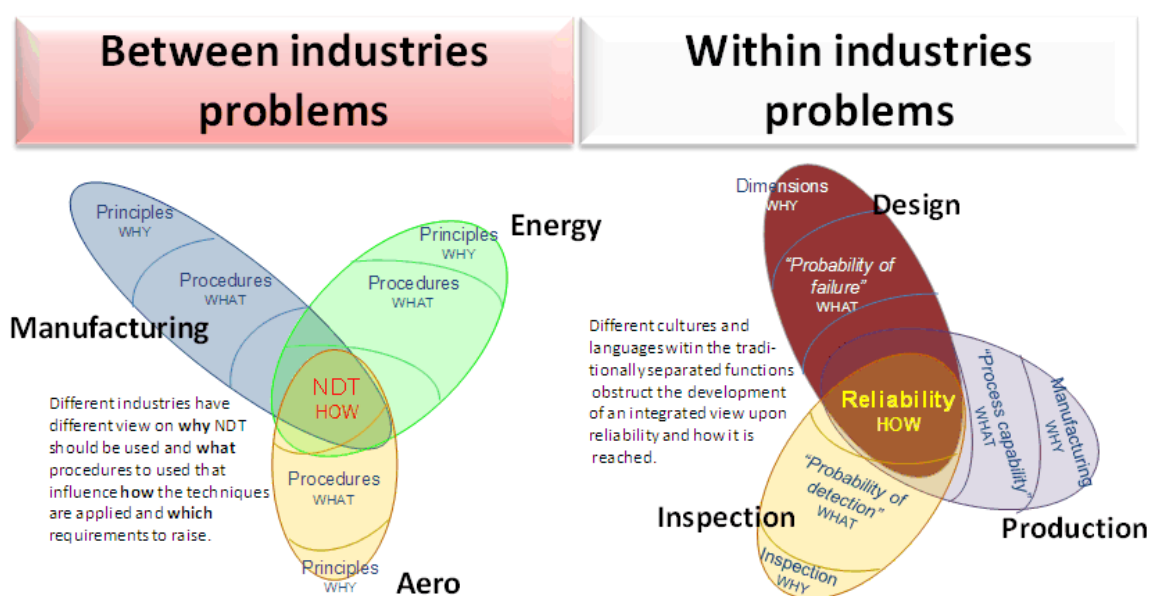 Between industries
problems
Within industries
problems
Principles
WHY
Procedures
WHAT
Manufacturing
Principles
WHY
Energy
Procedures
WHAT
NDT
HOW
Different industries have
different view on why NDT
should be used and what
procedures to used that
influence how the techniques
are applied and which
requirements to raise.
Procedures
WHAT
Principles
WHY
Aero
Dimensions
WHY
Design
"Probability of
failure"
WHAT
Different cultures and
languages witin the tradi-
tionally separated functions
obstruct the development
of an integrated view upon
reliability and how it is
reached.
Reliability
HOW
"Process capability"
WHAT
Manufacturing
WHY
Production
"Probability of
detection"
WHAT
Inspection
Inspection
WHY